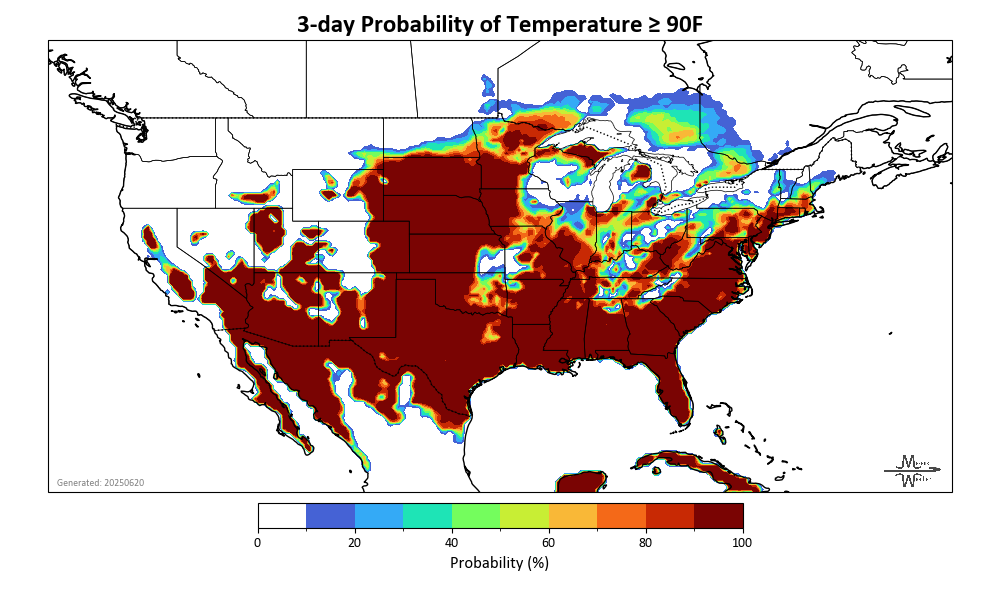 3-day Probability of Temperature ≥ 90F
Generated: 20250620
0 20 40 60 80 100
Probability (%)